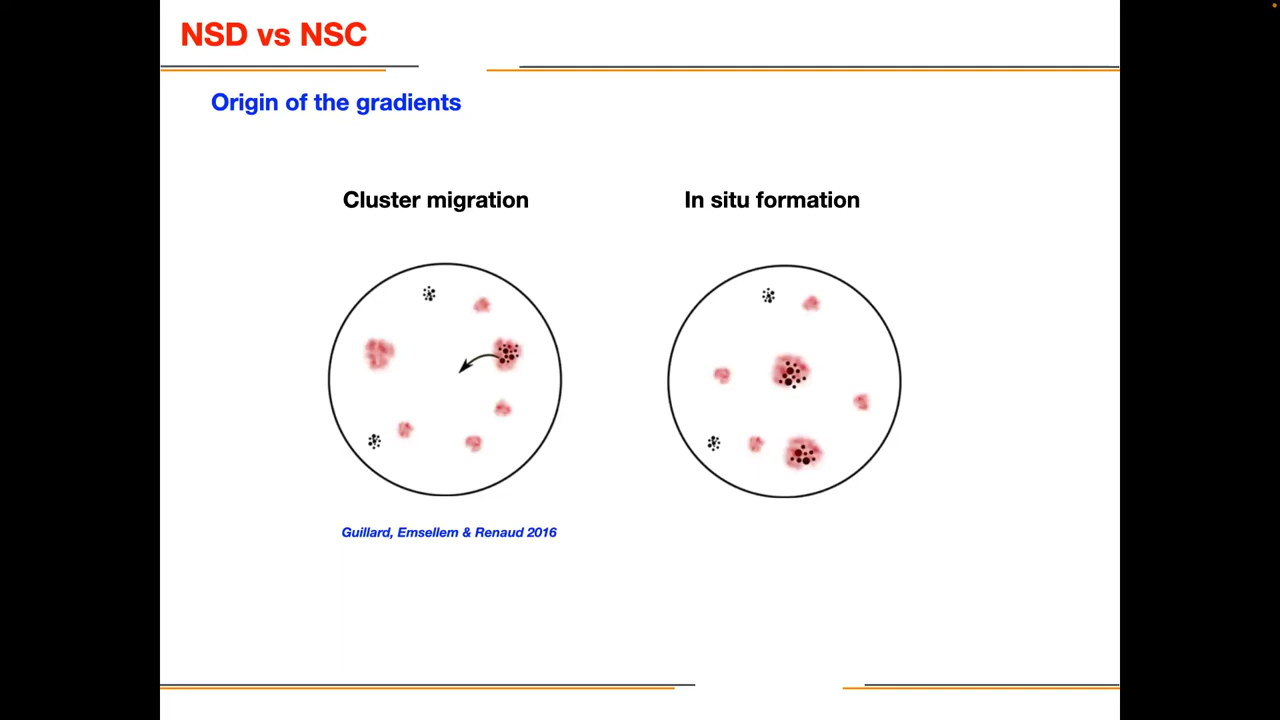 NSD vs NSC
Origin of the gradients
Cluster migration
In situ formation
Guillard, Emsellem & Renaud 2016